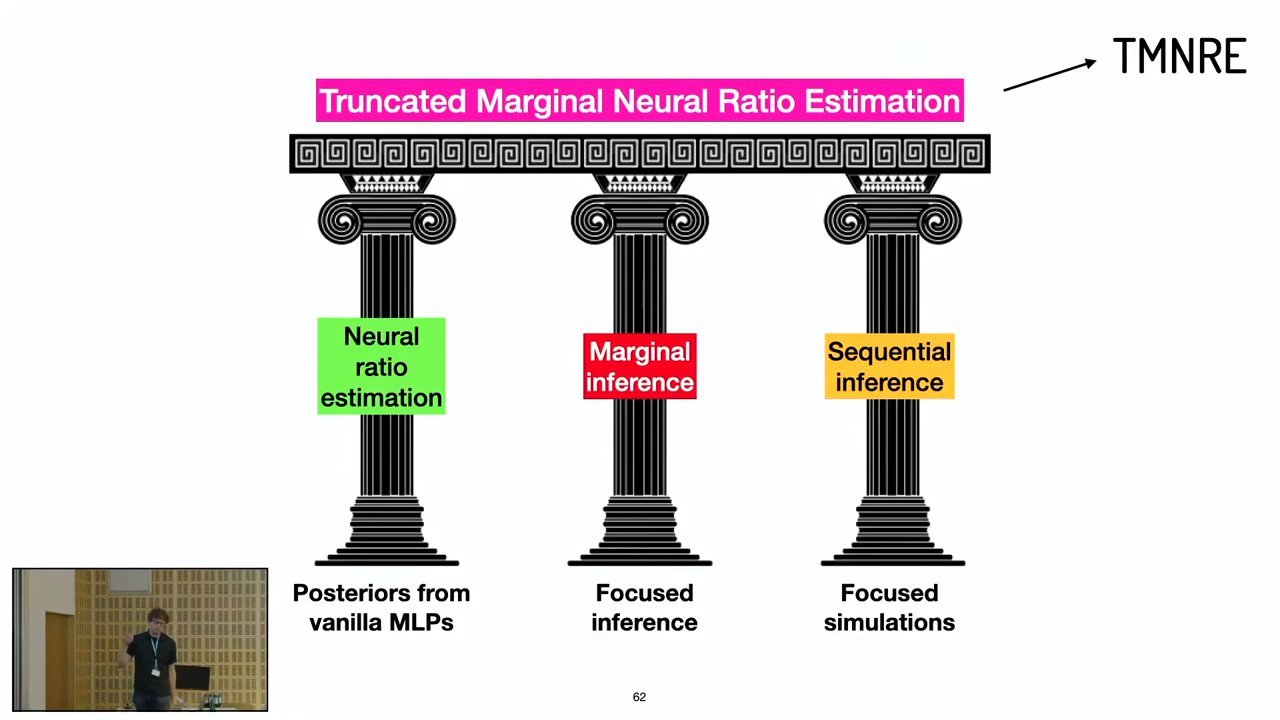 TMNRE
Truncated Marginal Neural Ratio Estimation
Neural
ratio
estimation
Marginal
inference
Sequential
inference
Posteriors from
vanilla MLPs
Focused
inference
Focused
simulations
62